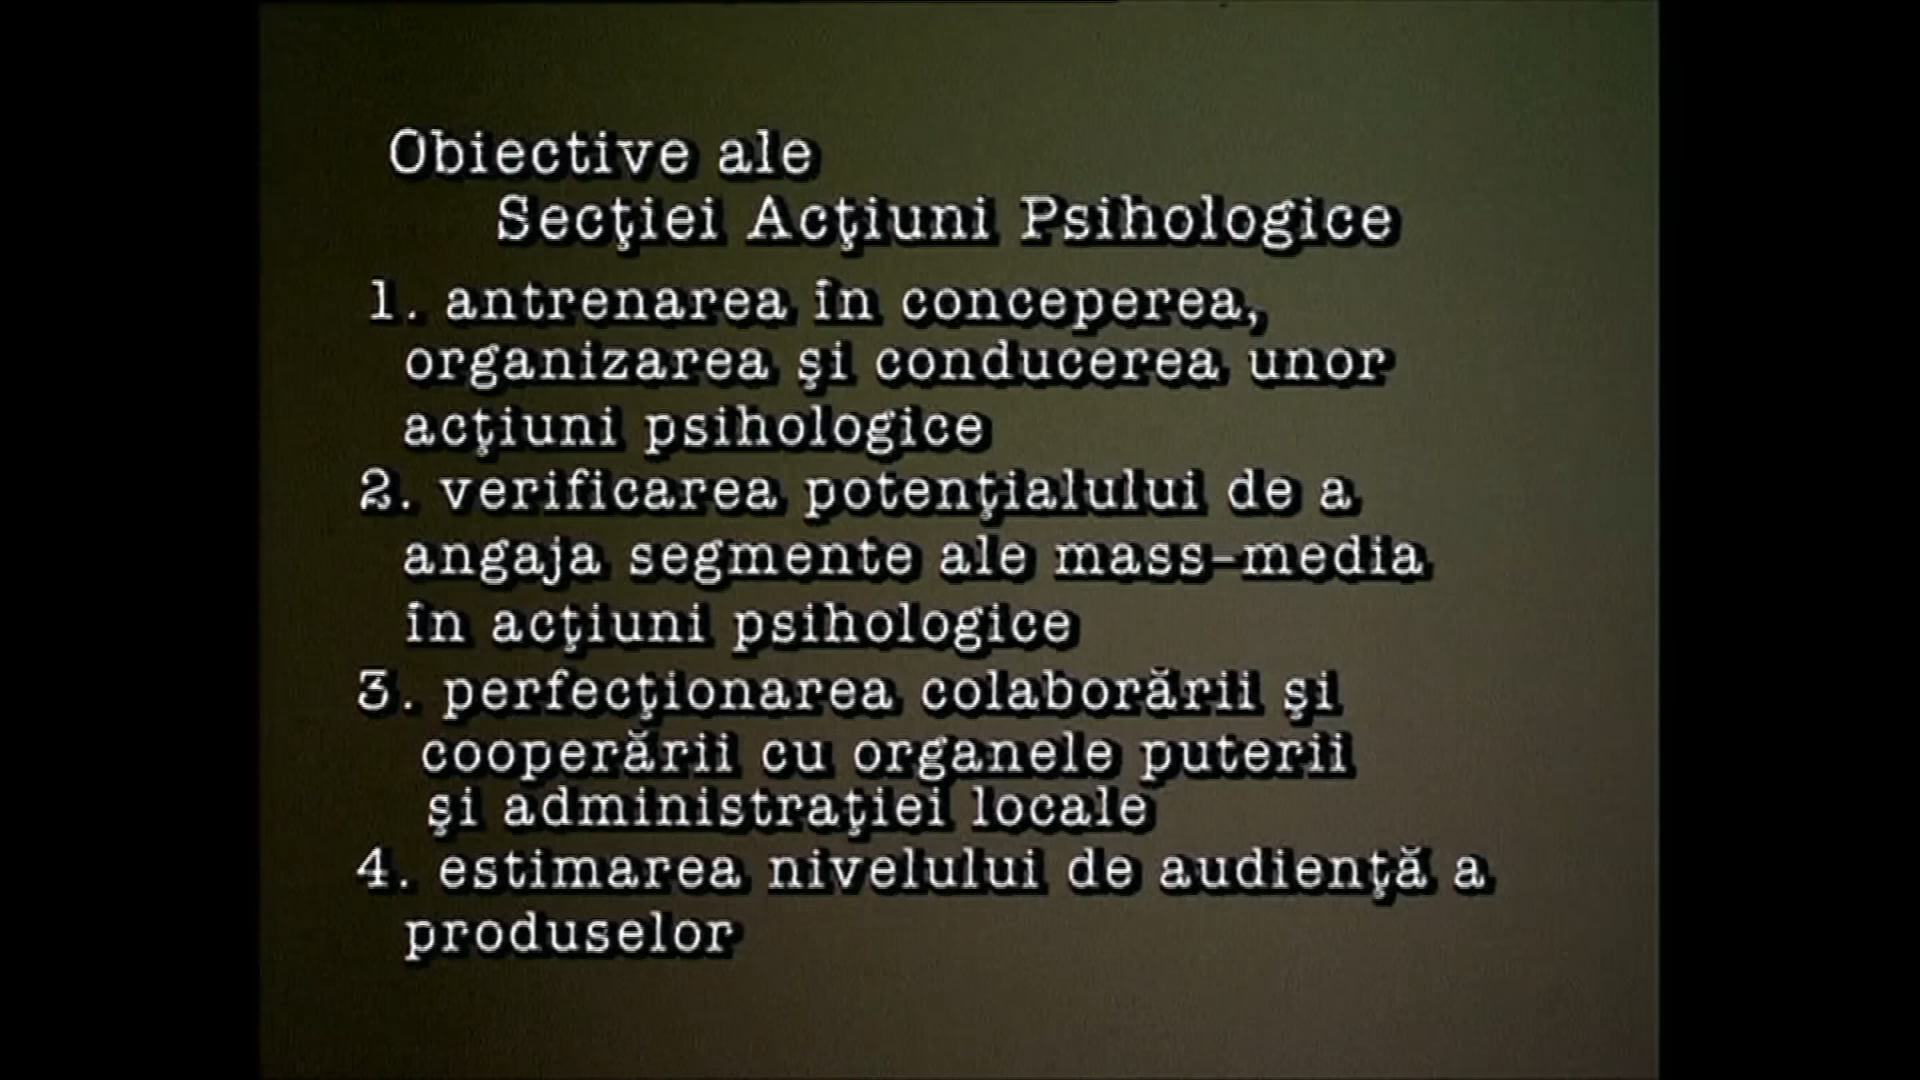 Obiective ale
Secţiei Acţiuni Psihologice
1. antrenarea în conceperea,
organizarea şi conducerea unor
acţiuni psihologice
2. verificarea potenţialului de a
angaja segmente ale mass-media
în acţiuni psihologice
3. perfecţionarea colaborării şi
cooperării cu organele puterii
şi administraţiei locale
4. estimarea nivelului de audienţă a
produselor